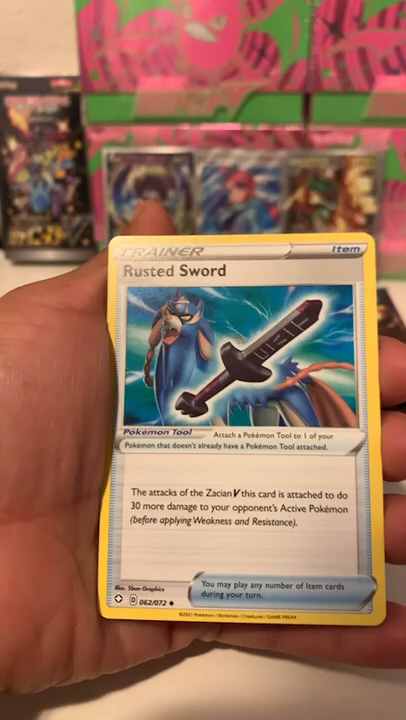 TRAINER
Item
Rusted Sword
Pokémon Tool
Attach a Pokémon Tool to 1 of your
Pokémon that doesn't already have a Pokémon Tool attached.
The attacks of the Zacian V this card is attached to do
30 more damage to your opponent's Active Pokémon
(before applying Weakness and Resistance).
Illus. 5ban Graphics
D 062/072
You may play any number of Item cards
during your turn.
©2021 Pokémon / Nintendo / Creatures / GAME FREAK